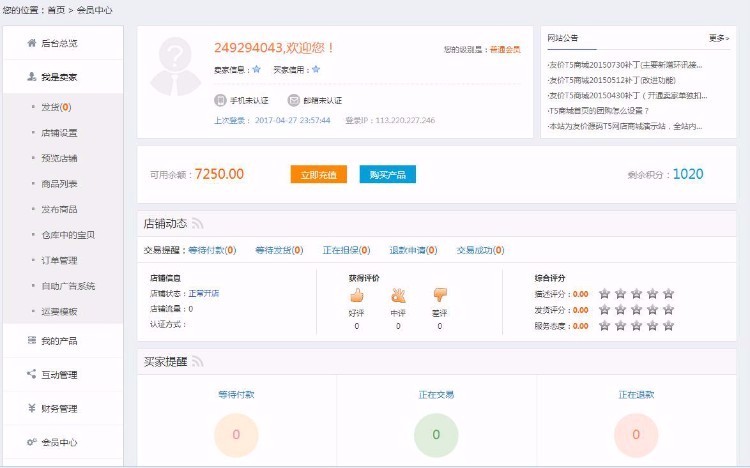 您的位置：首页 > 会员中心
后台总览
我是卖家
发货(0)
店铺设置
预览店铺
商品列表
发布商品
仓库中的宝贝
订单管理
自动广告系统
运费模板
我的产品
互动管理
财务管理
会员中心
249294043,欢迎您！
您的级别是：普通会员
卖家信息：
买家信用：
手机未认证
邮箱未认证
上次登录： 2017-04-27 23:57:44 登录IP：113.220.227.246
网站公告
更多>
·友价T5商城20150730补丁(主要新增环讯接...
·友价T5商城20150512补丁(改进功能)
·友价T5商城20150430补丁（开通卖家单独扣...
·T5商城首页的团购怎么设置？
·本站为友价源码T5网店商城演示站，全站内...
可用余额：7250.00
立即充值
购买产品
剩余积分：1020
店铺动态
交易提醒：等待付款(0) 等待发货(0) 正在担保(0) 退款申请(0) 交易成功(0)
店铺信息
店铺状态：正常开店
店铺流量：0
认证方式：
获得评价
好评 中评 差评
0 0 0
综合评分
描述评分：0.00
发货评分：0.00
服务态度：0.00
买家提醒
等待付款 正在交易 正在退款
0 0 0